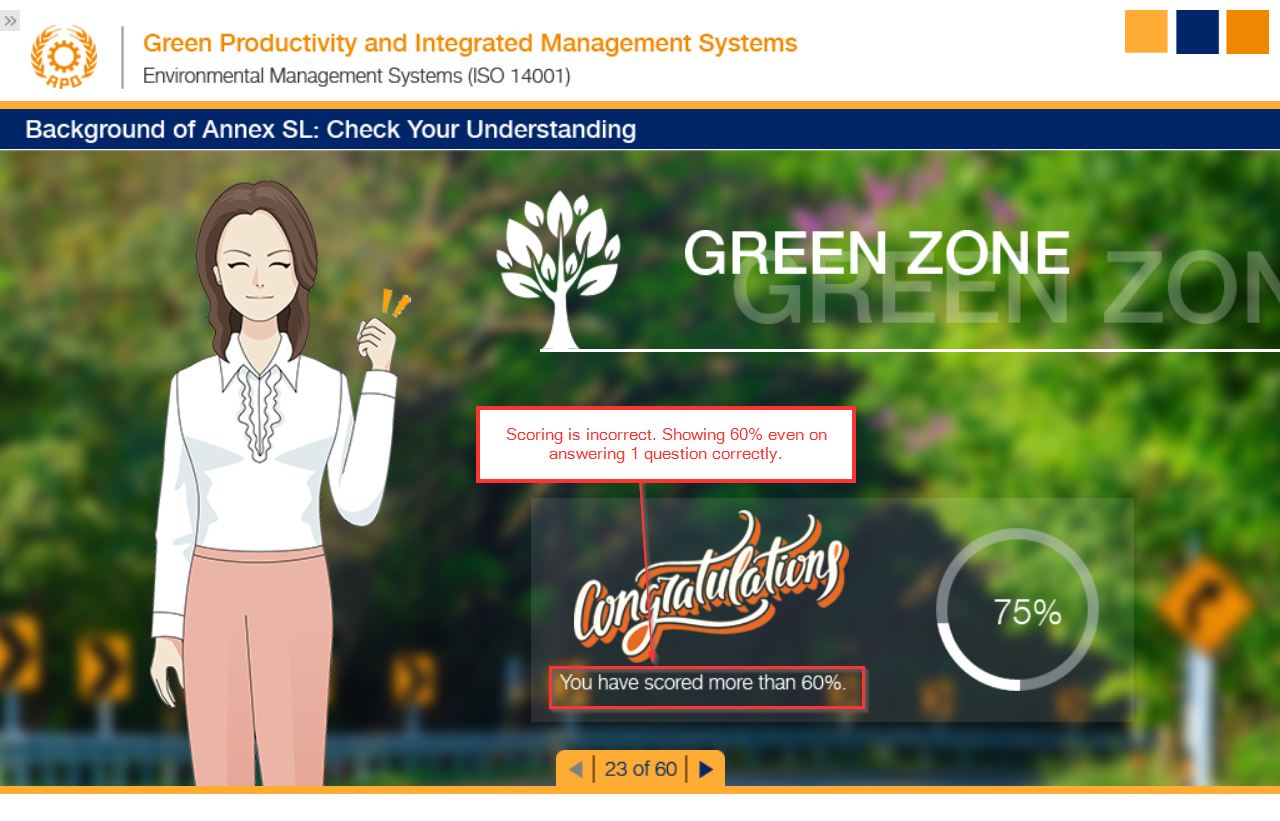 »
APO
Green Productivity and Integrated Management Systems
Environmental Management Systems (ISO 14001)
Background of Annex SL: Check Your Understanding
GREEN ZONE
GREEN ZON
Scoring is incorrect. Showing 60% even on
answering 1 question correctly.
Congratulations
75%
You have scored more than 60%.
23 of 60